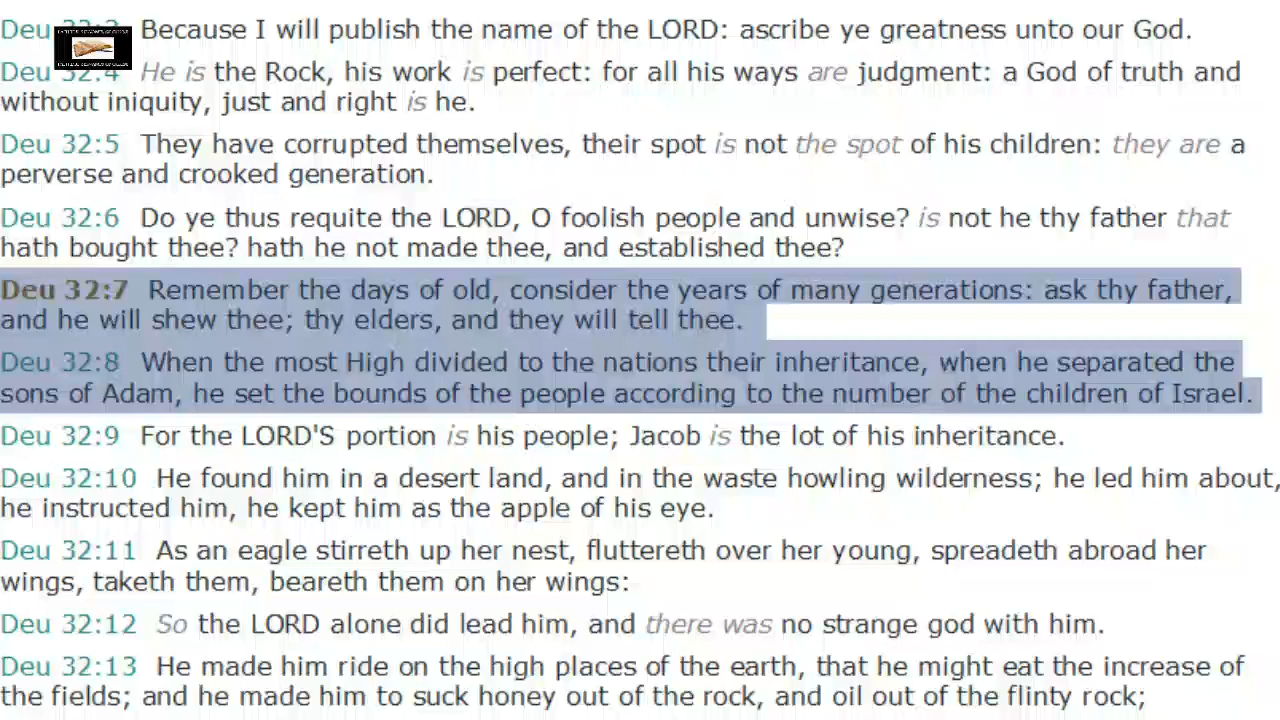 Deu 32:3 Because I will publish the name of the LORD: ascribe ye greatness unto our God.
Deu 32:4 He is the Rock, his work is perfect: for all his ways are judgment: a God of truth and
without iniquity, just and right is he.
Deu 32:5 They have corrupted themselves, their spot is not the spot of his children: they are a
perverse and crooked generation.
Deu 32:6 Do ye thus requite the LORD, O foolish people and unwise? is not he thy father that
hath bought thee? hath he not made thee, and established thee?
Deu 32:7 Remember the days of old, consider the years of many generations: ask thy father,
and he will shew thee; thy elders, and they will tell thee.
Deu 32:8 When the most High divided to the nations their inheritance, when he separated the
sons of Adam, he set the bounds of the people according to the number of the children of Israel.
Deu 32:9 For the LORD'S portion is his people; Jacob is the lot of his inheritance.
Deu 32:10 He found him in a desert land, and in the waste howling wilderness; he led him about,
he instructed him, he kept him as the apple of his eye.
Deu 32:11 As an eagle stirreth up her nest, fluttereth over her young, spreadeth abroad her
wings, taketh them, beareth them on her wings:
Deu 32:12 So the LORD alone did lead him, and there was no strange god with him.
Deu 32:13 He made him ride on the high places of the earth, that he might eat the increase of
the fields; and he made him to suck honey out of the rock, and oil out of the flinty rock;